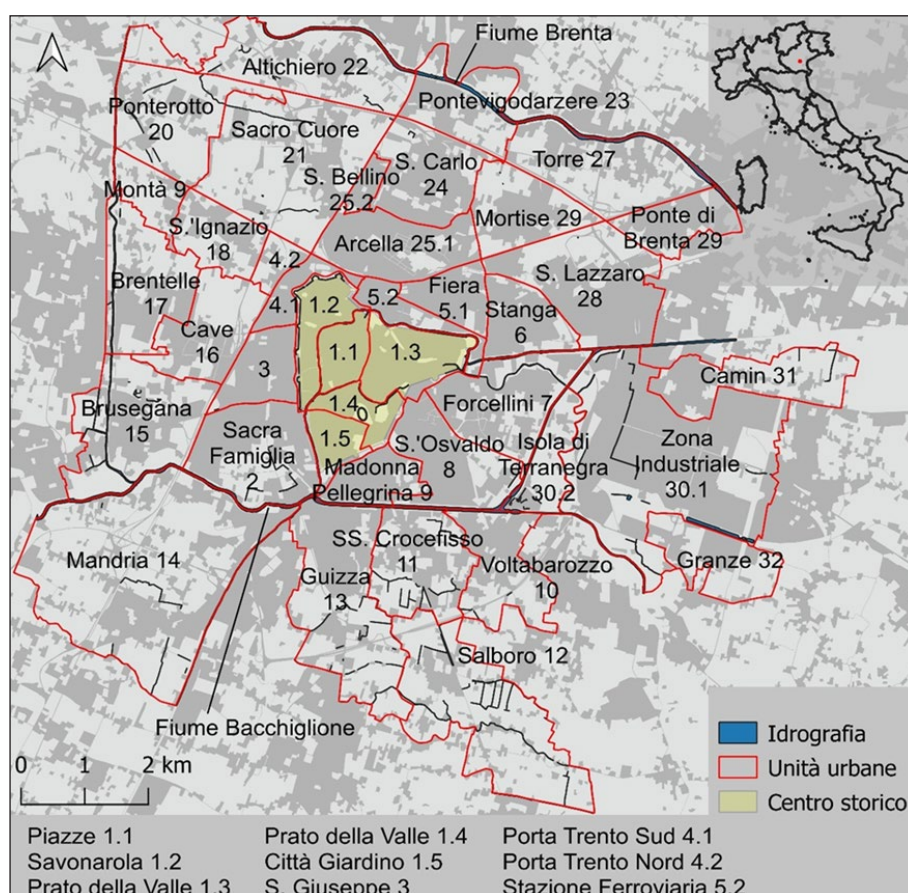 Fiume Brenta
Altichiero 22
Ponterotto
20
Pontevigodarzere 23
Sacro Cuore
21
S. Carlo
24
Torre 27
S. Bellino
25.2
Montà 9
S.'Ignazio
18
Mortise 29
Ponte di
Brenta 29
Arcella 25.1
4.2
Brentelle
17
S. Lazzaro
28
4.1
1.2
5.2
Fiera
5.1
Stanga
6
Cave
16
1.1
1.3
3
Camin 31
Brusegana
15
1.4
Forcellini 7
Sacra
Famiglia
2
1.5
S.'Osvaldo
8
Isola di
Terranegra
30.2
Zona
Industriale
30.1
Madonna
Pellegrina 9
Mandria 14
SS. Crocefisso
11
Guizza
13
Voltabarozzo
10
Granze 32
Salboro 12
Fiume Bacchiglione
0 1 2 km
Idrografia
Unità urbane
Centro storico
Piazze 1.1
Savonarola 1.2
Prato della Valle 1.3
Prato della Valle 1.4
Città Giardino 1.5
S. Giuseppe 3
Porta Trento Sud 4.1
Porta Trento Nord 4.2
Stazione Ferroviaria 5.2